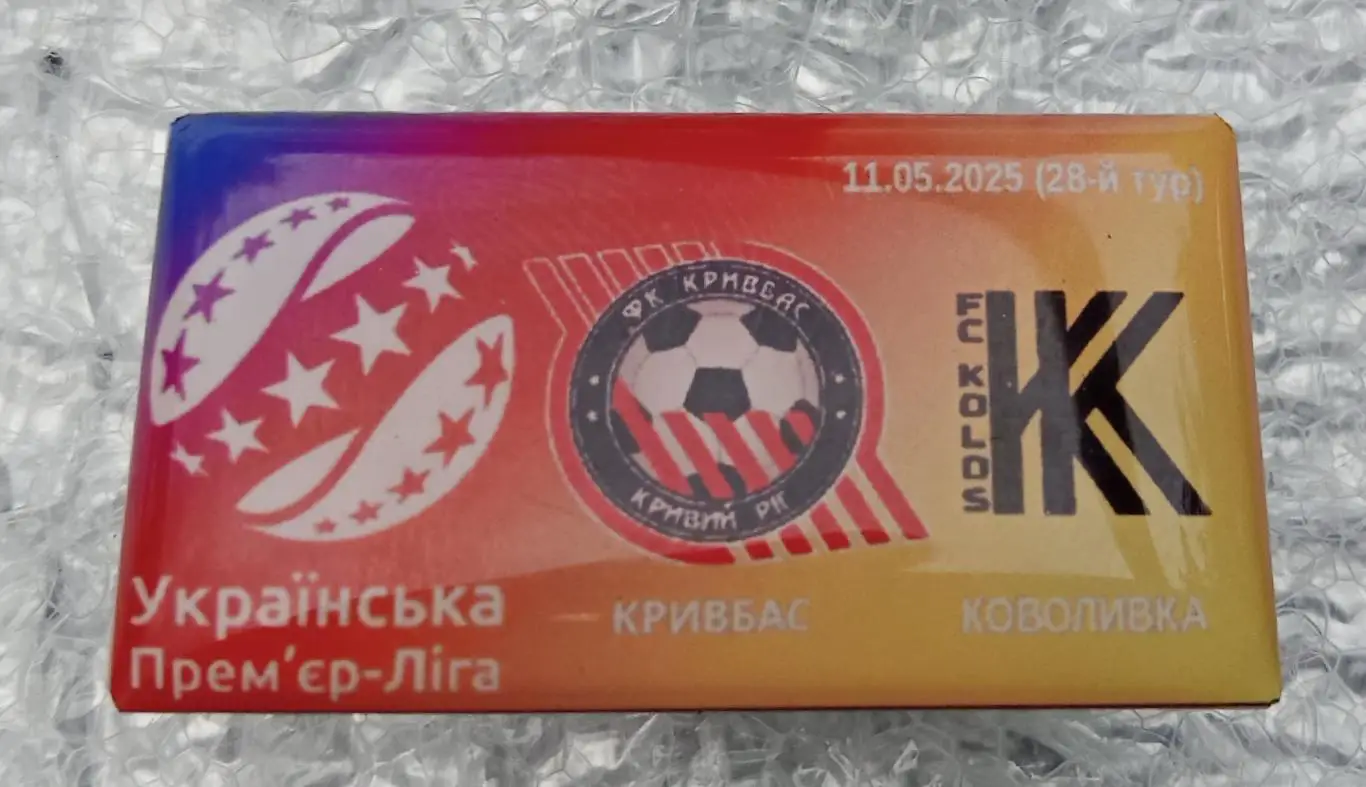 11.05.2025 (28-й тур)
ФК КРИВБАС
КРИВИЙ РІГ
FC KOLOS
Українська
Прем’єр-Ліга
КРИВБАС
КОВОЛИВКА